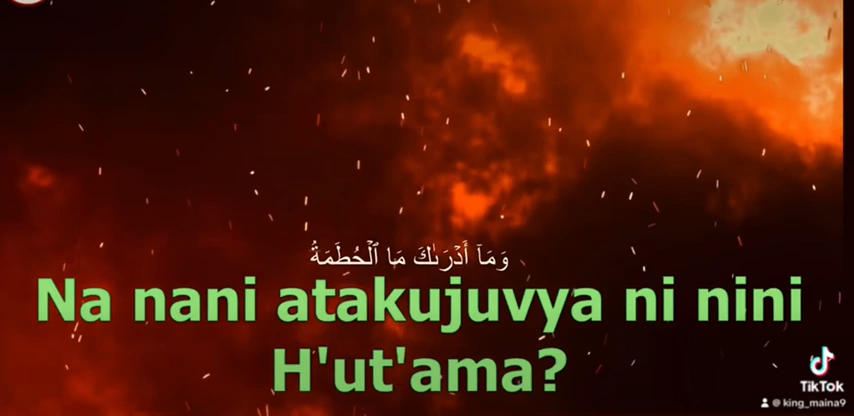 وَمَآ أَدۡرَىٰكَ مَا ٱلۡحُطَمَةُ
Na nani atakujuvya ni nini
H'ut'ama?
TikTok
@king_maina9